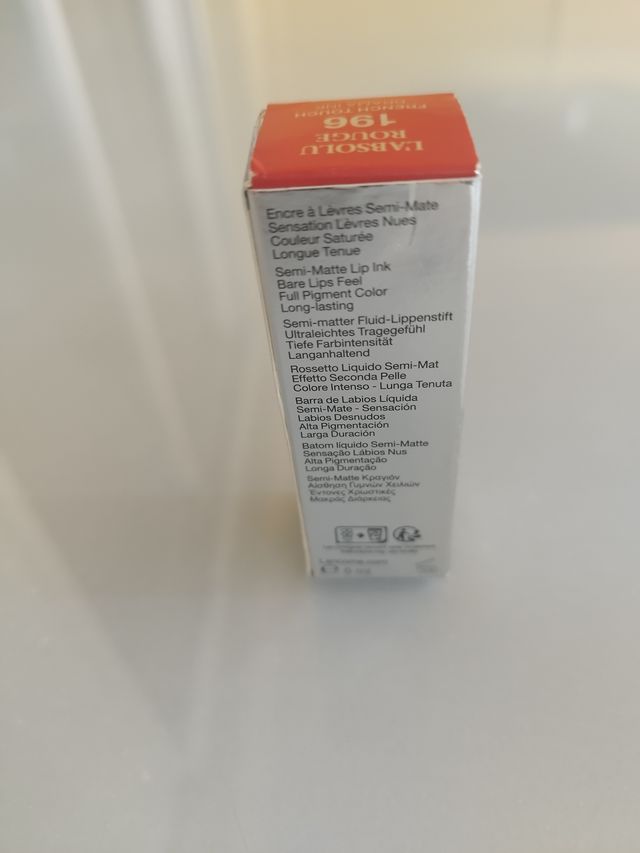 L'ABSOLU
ROUGE
196
FRENCH TOUCH
DRAMA INK
Encre à Lèvres Semi-Mate
Sensation Lèvres Nues
Couleur Saturée
Longue Tenue
Semi-Matte Lip Ink
Bare Lips Feel
Full Pigment Color
Long-lasting
Semi-matter Fluid-Lippenstift
Ultraleichtes Tragegefühl
Tiefe Farbintensität
Langanhaltend
Rossetto Liquido Semi-Mat
Effetto Seconda Pelle
Colore Intenso - Lunga Tenuta
Barra de Labios Líquida
Semi-Mate - Sensación
Labios Desnudos
Alta Pigmentación
Larga Duración
Batom líquido Semi-Matte
Sensação Lábios Nus
Alta Pigmentação
Longa Duração
Semi-Matte Κραγιόν
Αίσθηση Γυμνών Χειλιών
Έντονες Χρωστικές
Μακράς Διάρκειας